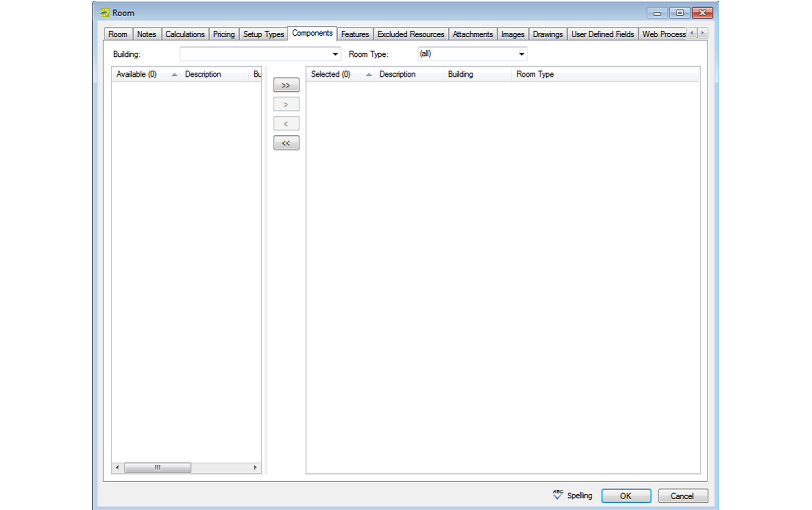 Room
Room Notes Calculations Pricing Setup Types Components Features Excluded Resources Attachments Images Drawings User Defined Fields Web Process
Building: Room Type: (all)
Available (0) Description Bu Selected (0) Description Building Room Type
>>
>
<
<<
ABC Spelling OK Cancel